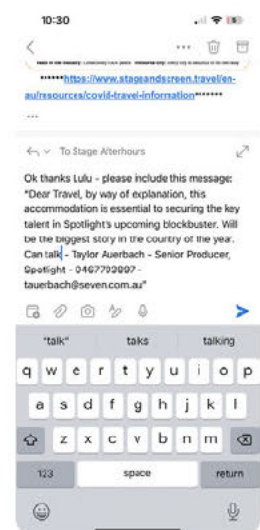 10:30
******https://www.stageandscreen.travel/en-
au/resources/covid-travel-information******
...
To Stage Afterhours
Ok thanks Lulu - please include this message:
"Dear Travel, by way of explanation, this
accommodation is essential to securing the key
talent in Spotlight's upcoming blockbuster. Will
be the biggest story in the country of the year.
Can talk - Taylor Auerbach - Senior Producer,
Spotlight -
tauerbach@seven.com.au"
"talk" talks talking
q w e r t y u i o p
a s d f g h j k l
z x c v b n m
123 space return